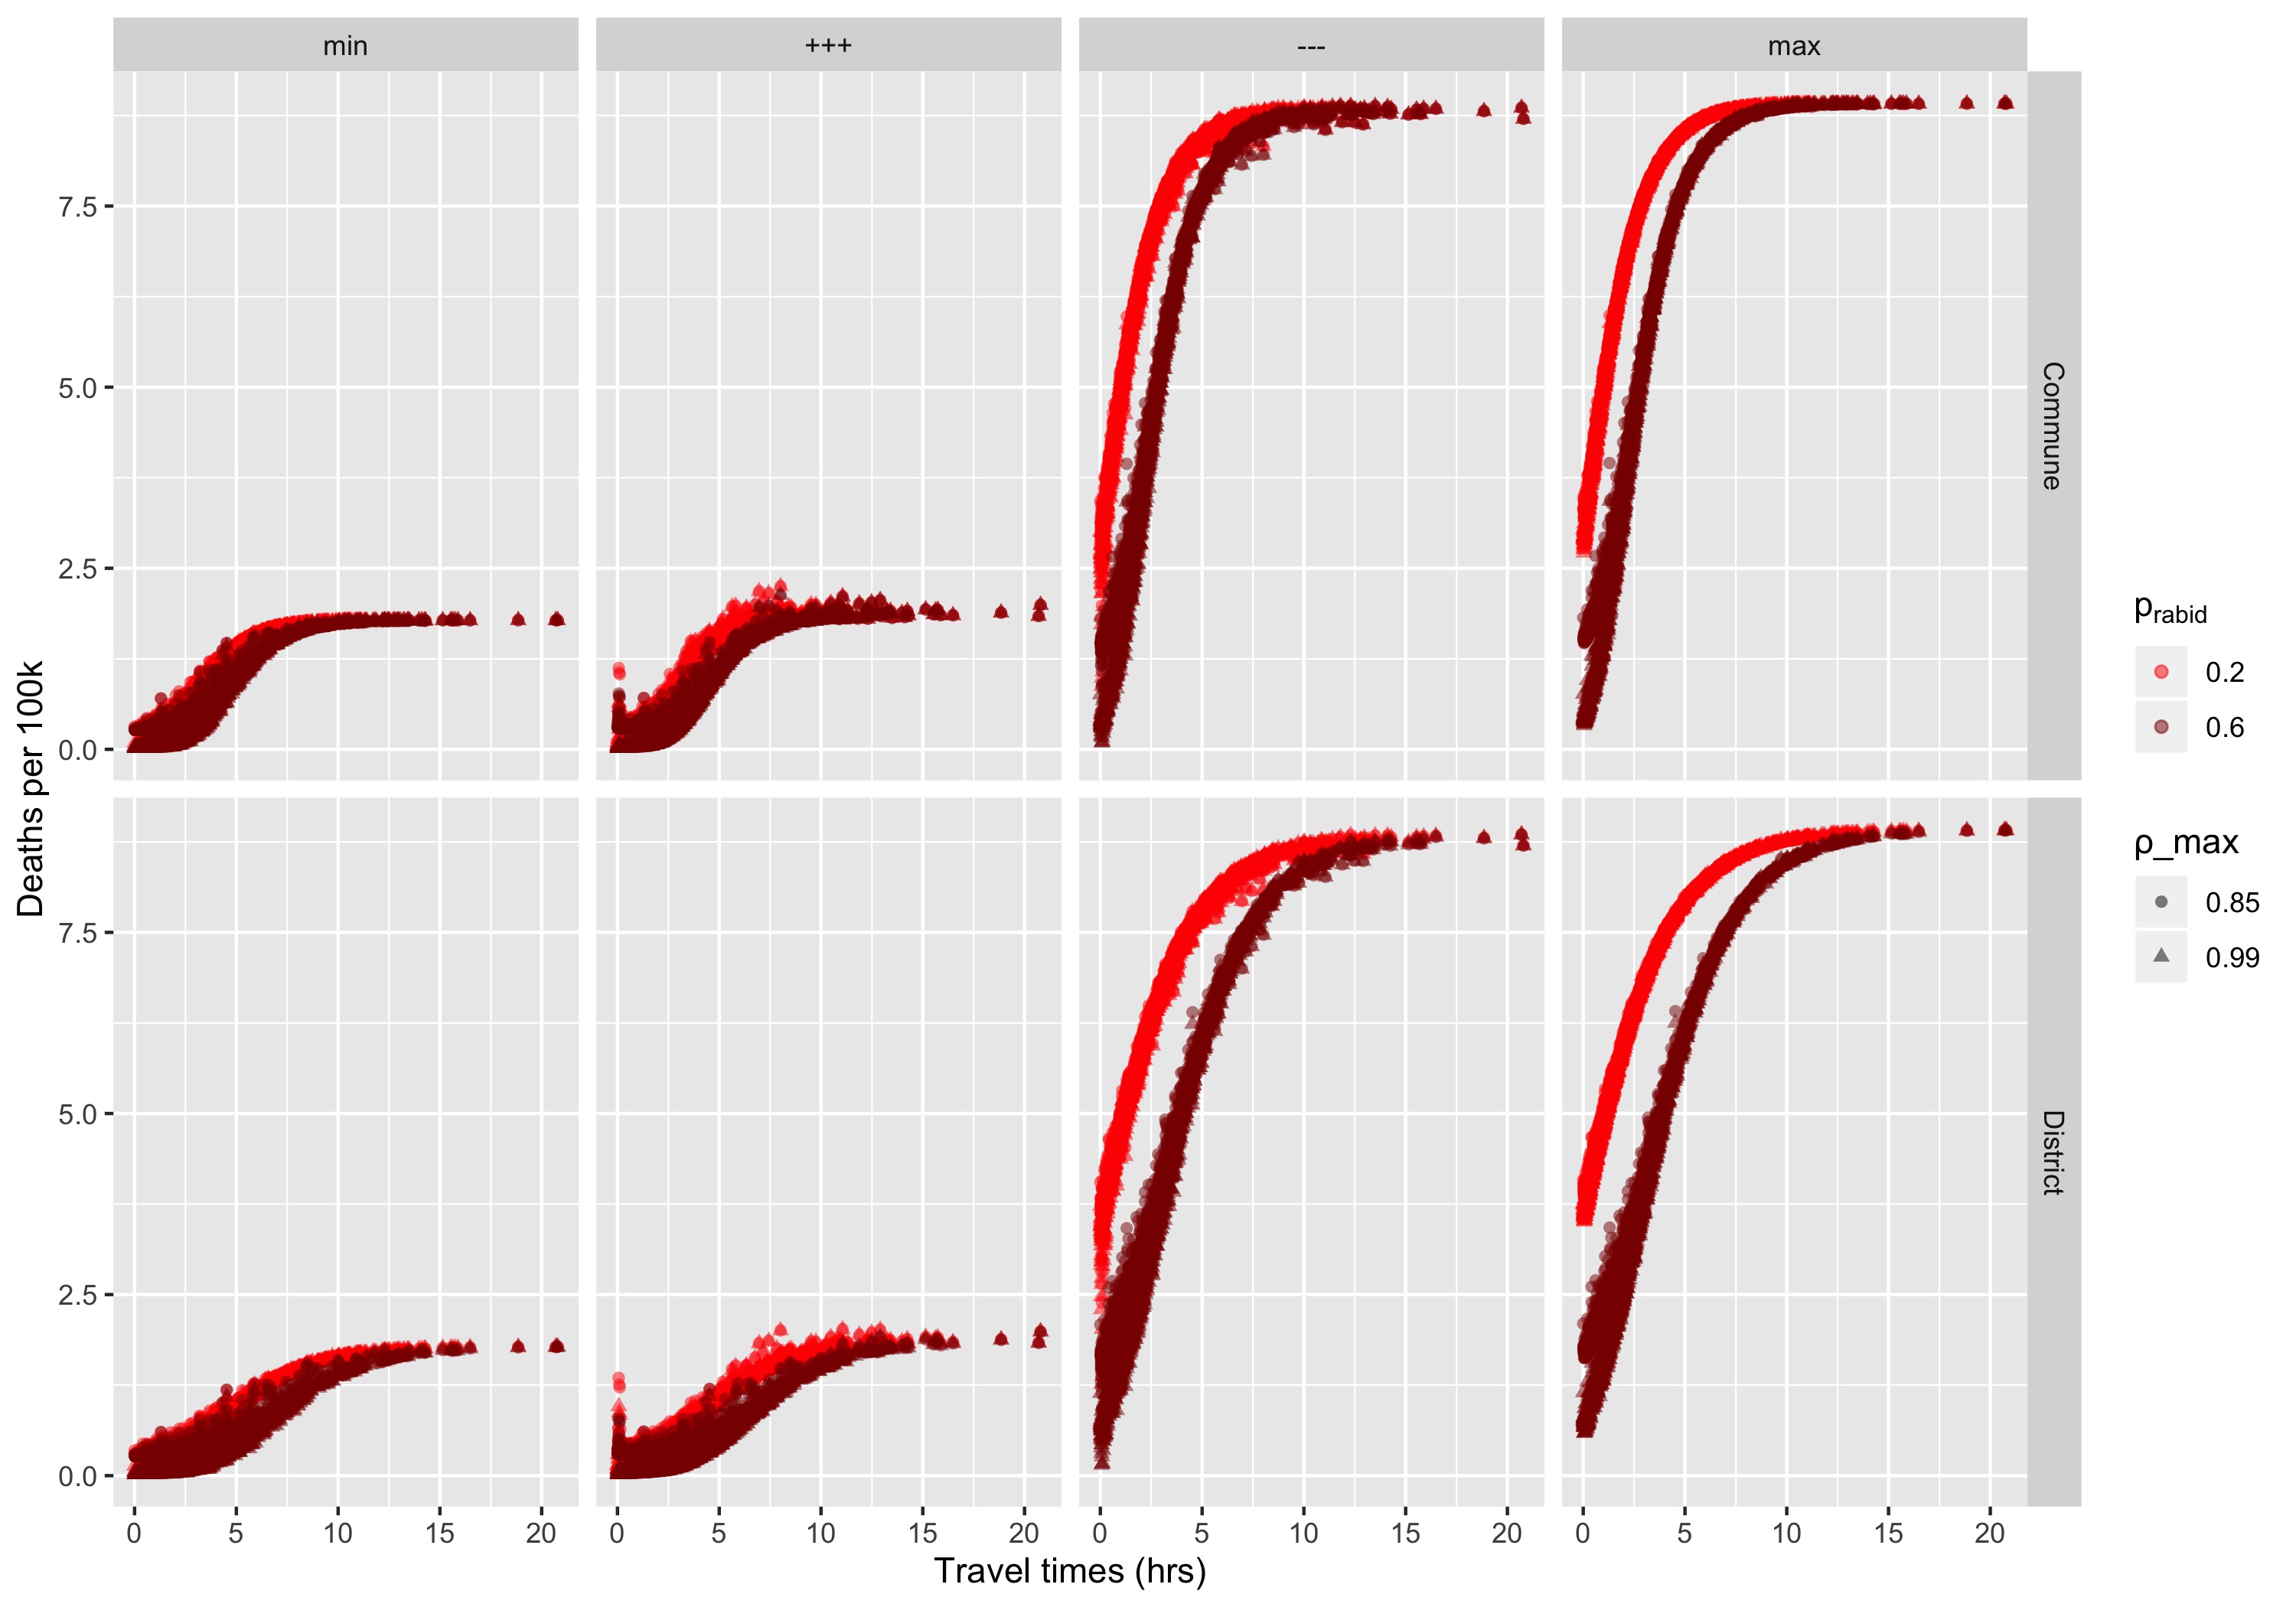 min
+++
---
max
Commune
7.5
5.0
2.5
0.0
District
7.5
5.0
2.5
0.0
0 5 10 15 20
0 5 10 15 20
0 5 10 15 20
0 5 10 15 20
Travel times (hrs)
Deaths per 100k
prabid
0.2
0.6
ρ_max
0.85
0.99